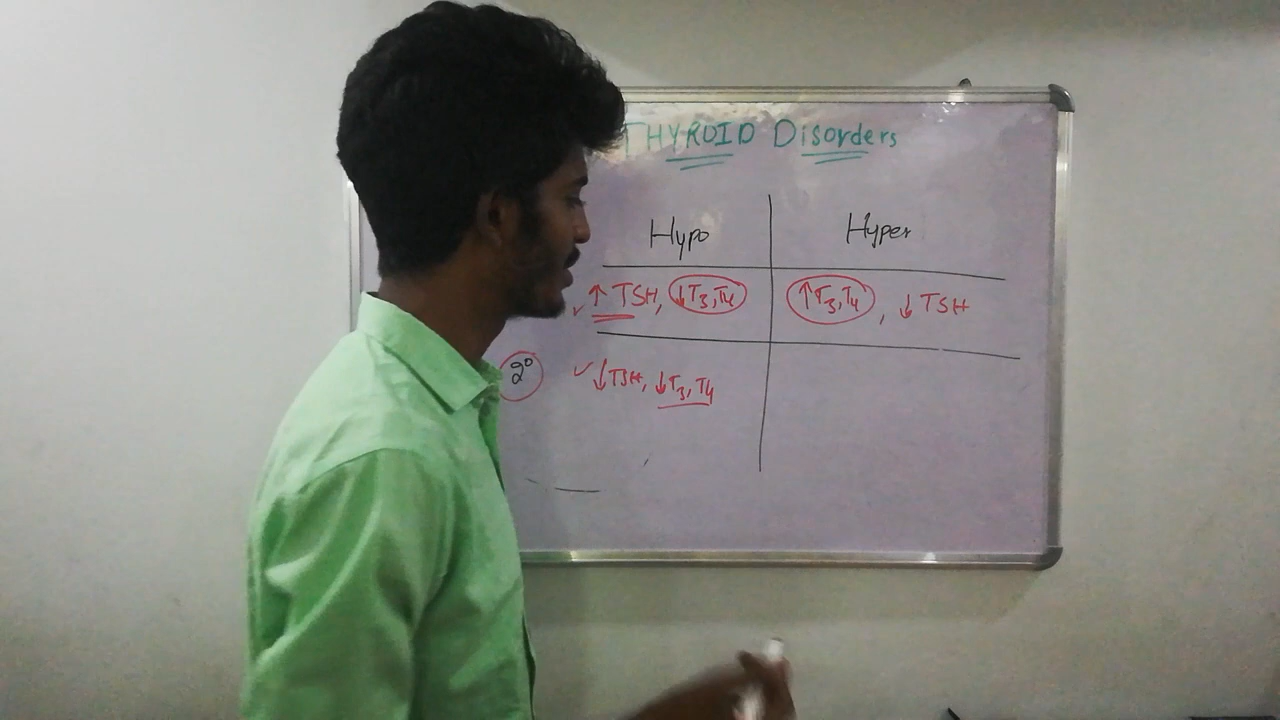 THYROID Disorders
Hypo Hyper
✓ ↑ TSH, ↓T3,T4 ↑T3,T4 , ↓ TSH
2° ✓ ↓TSH, ↓T3, T4